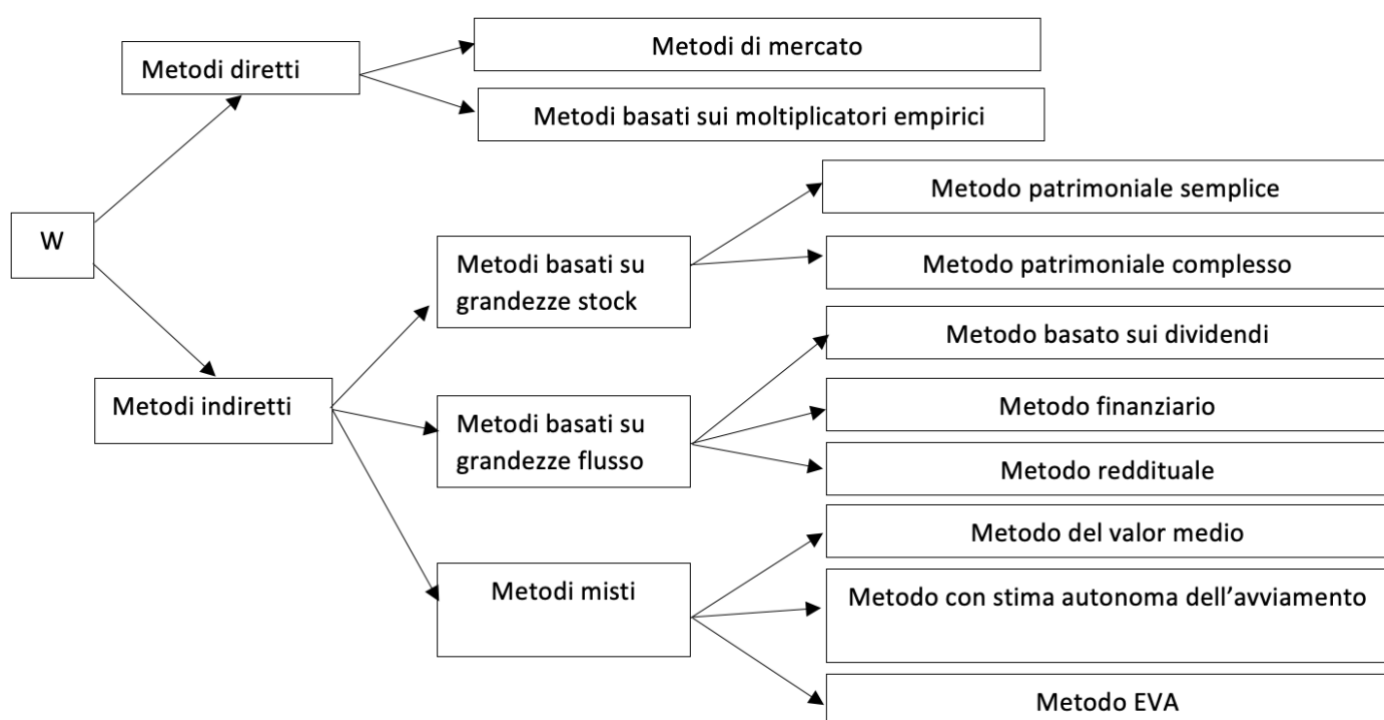 Metodi di mercato
Metodi diretti
Metodi basati sui moltiplicatori empirici
Metodo patrimoniale semplice
W
Metodi basati su
grandezze stock
Metodo patrimoniale complesso
Metodo basato sui dividendi
Metodi indiretti
Metodo finanziario
Metodi basati su
grandezze flusso
Metodo reddituale
Metodo del valor medio
Metodi misti
Metodo con stima autonoma dell’avviamento
Metodo EVA